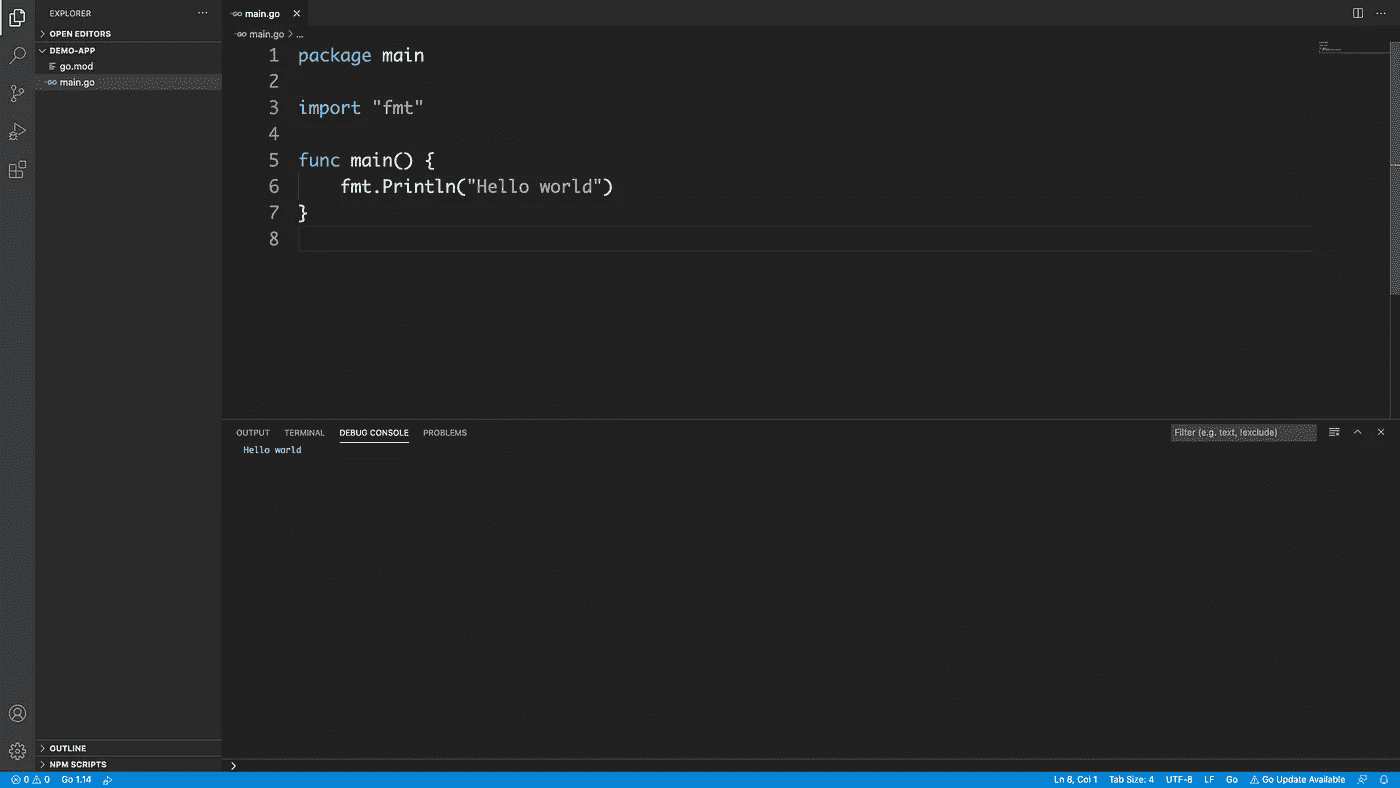 EXPLORER
OPEN EDITORS
DEMO-APP
go.mod
main.go
OUTLINE
NPM SCRIPTS
main.go
main.go > ...
1 package main
2
3 import "fmt"
4
5 func main() {
6 fmt.Println("Hello world")
7 }
8
OUTPUT TERMINAL DEBUG CONSOLE PROBLEMS Filter (e.g. text, !exclude)
Hello world
0 0 Go 1.14 Ln 8, Col 1 Tab Size: 4 UTF-8 LF Go Go Update Available